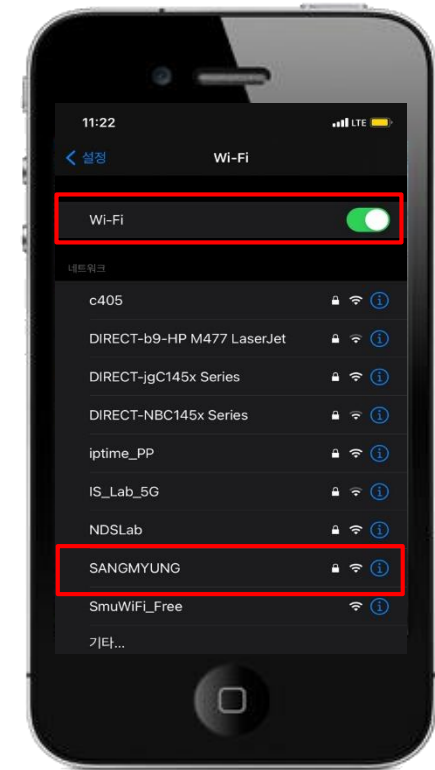 11:22
LTE
설정
Wi-Fi
Wi-Fi
네트워크
c405
DIRECT-b9-HP M477 LaserJet
DIRECT-jgC145x Series
DIRECT-NBC145x Series
iptime_PP
IS_Lab_5G
NDSLab
SANGMYUNG
SmuWiFi_Free
기타...